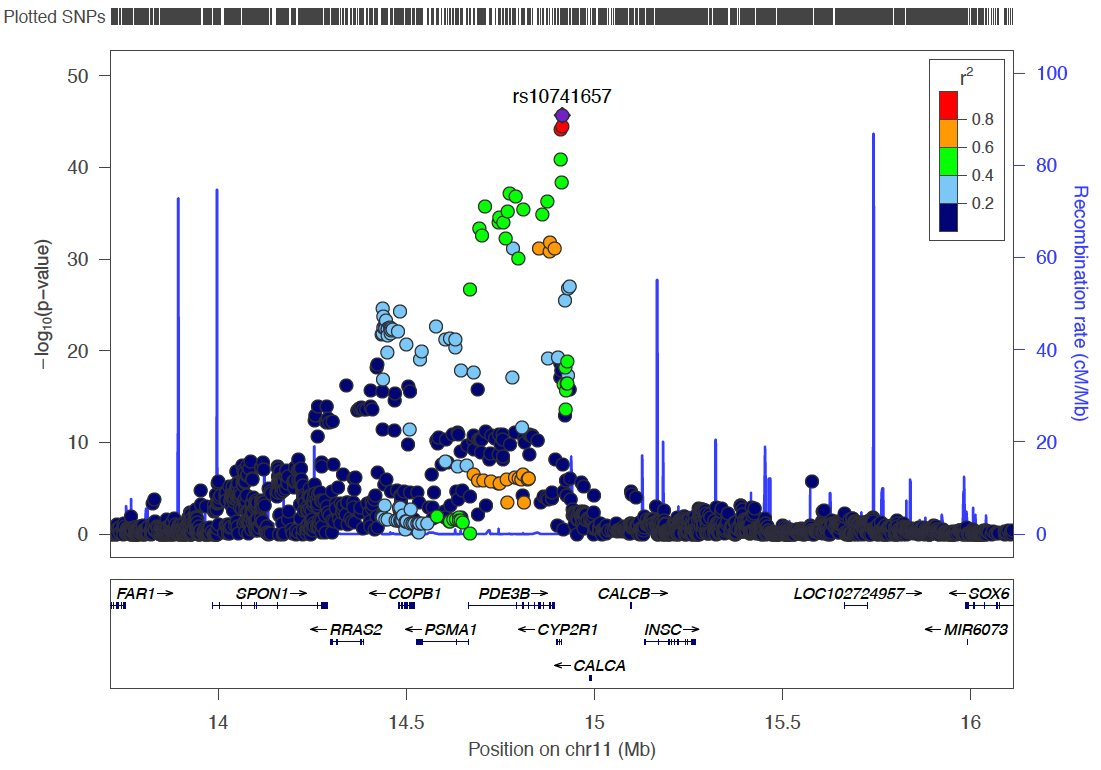 Plotted SNPs
rs10741657
r2
0.8
0.6
0.4
0.2
50
40
30
20
10
0
−log10(p−value)
100
80
60
40
20
0
Recombination rate (cM/Mb)
FAR1→ SPON1→ ←COPB1 PDE3B→ CALCB→ LOC102724957→ ←SOX6
←RRAS2 ←PSMA1 ←CYP2R1 INSC→ ←MIR6073
←CALCA
14 14.5 15 15.5 16
Position on chr11 (Mb)